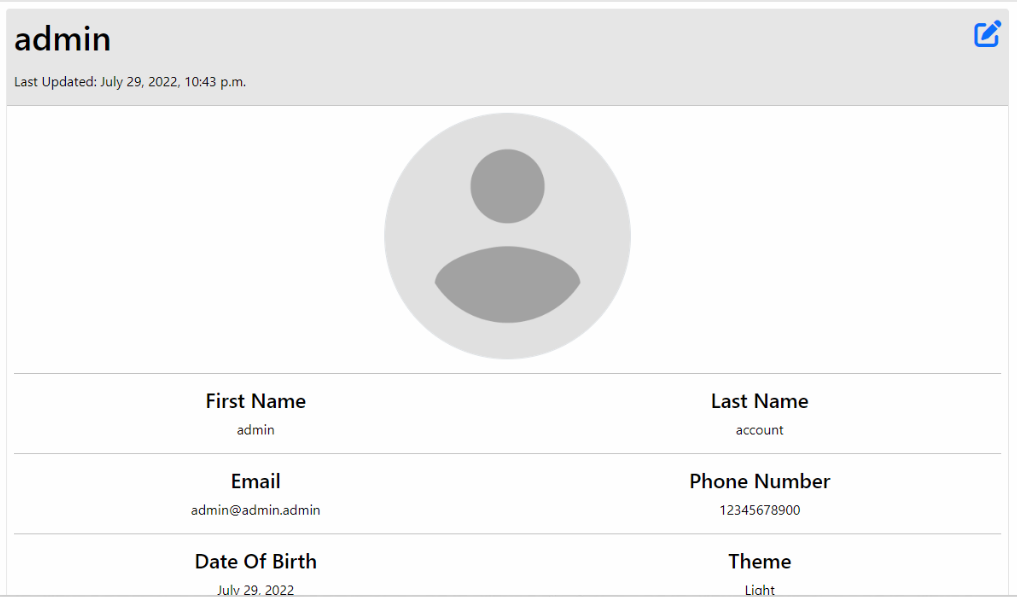 admin
Last Updated: July 29, 2022, 10:43 p.m.
First Name
Last Name
admin
account
Email
Phone Number
admin@admin.admin
12345678900
Date Of Birth
Theme
July 29, 2022
Light